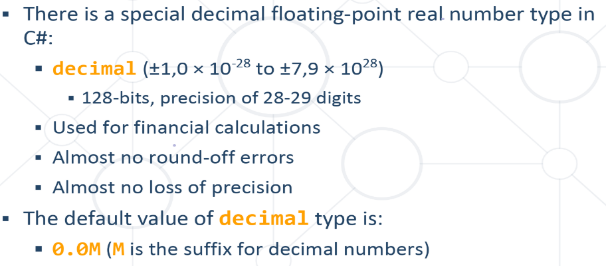 ▪ There is a special decimal floating-point real number type in
C#:
▪ decimal (±1,0 × 10⁻²⁸ to ±7,9 × 10²⁸)
▪ 128-bits, precision of 28-29 digits
▪ Used for financial calculations
▪ Almost no round-off errors
▪ Almost no loss of precision
▪ The default value of decimal type is:
▪ 0.0M (M is the suffix for decimal numbers)